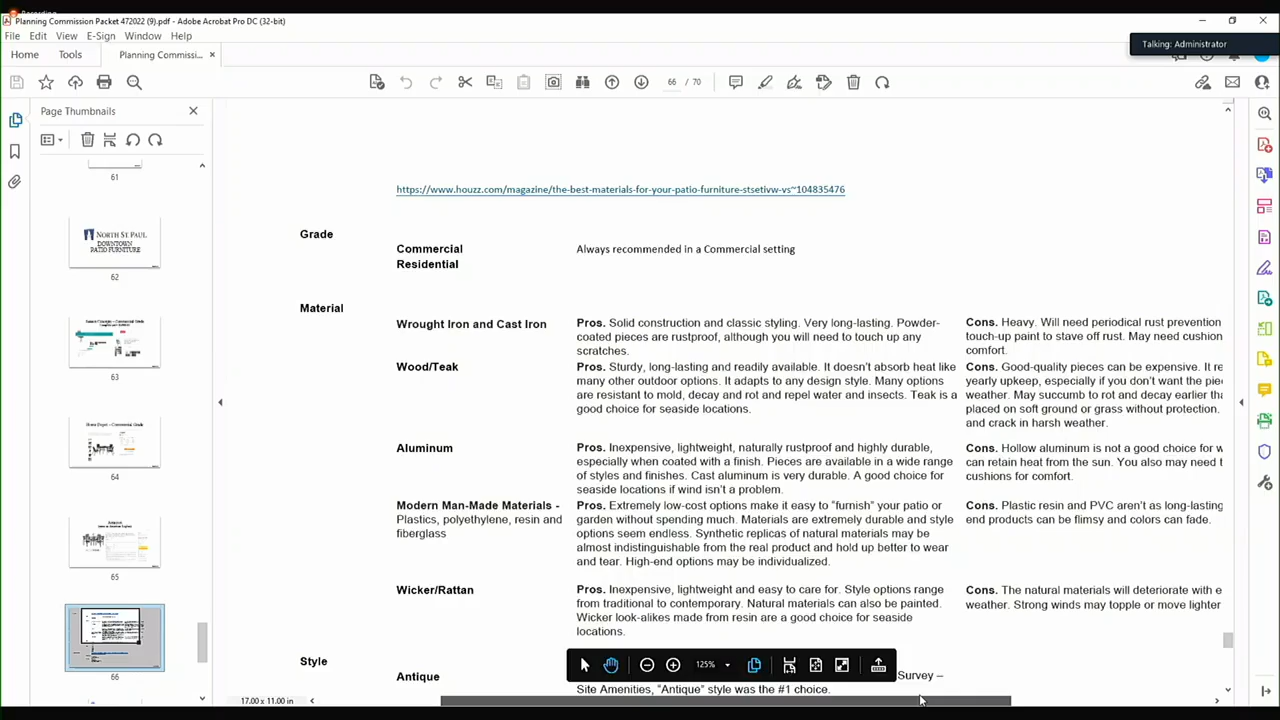 Recording
Planning Commission Packet 472022 (9).pdf - Adobe Acrobat Pro DC (32-bit)
File Edit View E-Sign Window Help
Talking: Administrator
Home Tools Planning Commissi... ×
66 / 70
Page Thumbnails
61
NORTH ST. PAUL
DOWNTOWN
PATIO FURNITURE
62
63
Home Depot – Commercial Grade
64
65
66
https://www.houzz.com/magazine/the-best-materials-for-your-patio-furniture-stsetivw-vs~104835476
Grade
Commercial Always recommended in a Commercial setting
Residential
Material
Wrought Iron and Cast Iron
Pros. Solid construction and classic styling. Very long-lasting. Powder-
coated pieces are rustproof, although you will need to touch up any
scratches.
Cons. Heavy. Will need periodical rust prevention
touch-up paint to stave off rust. May need cushion
comfort.
Wood/Teak
Pros. Sturdy, long-lasting and readily available. It doesn't absorb heat like
many other outdoor options. It adapts to any design style. Many options
are resistant to mold, decay and rot and repel water and insects. Teak is a
good choice for seaside locations.
Cons. Good-quality pieces can be expensive. It re
yearly upkeep, especially if you don't want the pie
weather. May succumb to rot and decay earlier tha
placed on soft ground or grass without protection.
and crack in harsh weather.
Aluminum
Pros. Inexpensive, lightweight, naturally rustproof and highly durable,
especially when coated with a finish. Pieces are available in a wide range
of styles and finishes. Cast aluminum is very durable. A good choice for
seaside locations if wind isn't a problem.
Cons. Hollow aluminum is not a good choice for w
can retain heat from the sun. You also may need t
cushions for comfort.
Modern Man-Made Materials -
Plastics, polyethylene, resin and
fiberglass
Pros. Extremely low-cost options make it easy to "furnish" your patio or
garden without spending much. Materials are extremely durable and style
options seem endless. Synthetic replicas of natural materials may be
almost indistinguishable from the real product and hold up better to wear
and tear. High-end options may be individualized.
Cons. Plastic resin and PVC aren't as long-lasting
end products can be flimsy and colors can fade.
Wicker/Rattan
Pros. Inexpensive, lightweight and easy to care for. Style options range
from traditional to contemporary. Natural materials can also be painted.
Wicker look-alikes made from resin are a good choice for seaside
locations.
Cons. The natural materials will deteriorate with e
weather. Strong winds may topple or move lighter
Style
125%
Antique
Survey –
Site Amenities, "Antique" style was the #1 choice.
17.00 x 11.00 in